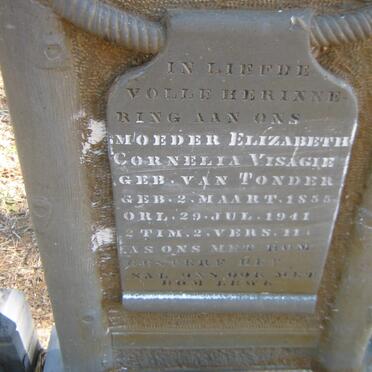 IN LIEFDE
VOLLE HERINNE-
RING AAN ONS
MOEDER ELIZABETH
CORNELIA VISAGIE
GEB. VAN TONDER
GEB. 2. MAART. 1855
ORL. 29. JUL. 1941
2 TIM. 2. VERS. 11.
AS ONS MET HOM
GESTERE HET
SAL ONS OOK MET
HOM LEWE